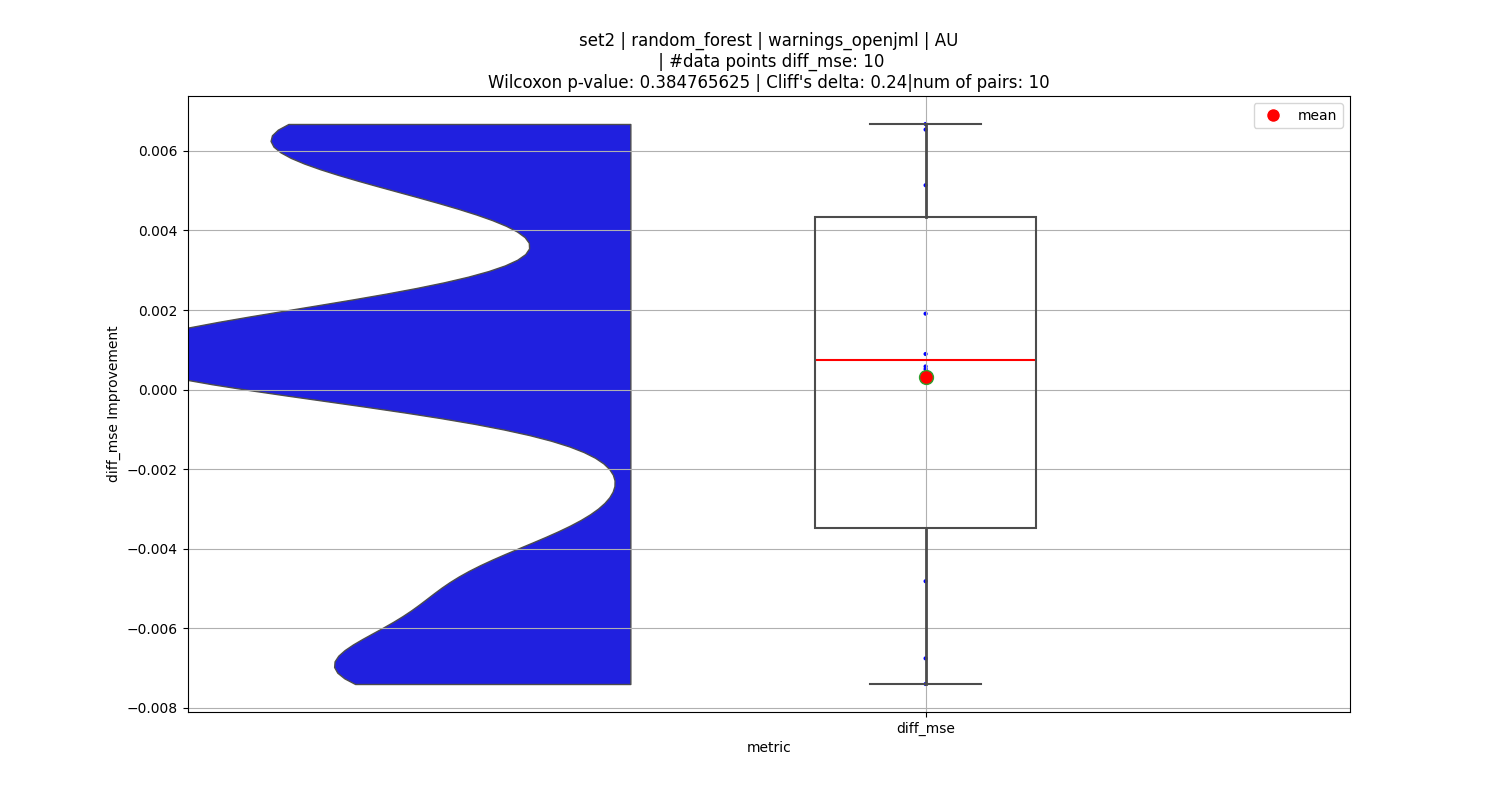 set2 | random_forest | warnings_openjml | AU
| #data points diff_mse: 10
Wilcoxon p-value: 0.384765625 | Cliff's delta: 0.24|num of pairs: 10
mean
0.006
0.004
0.002
0.000
−0.002
−0.004
−0.006
−0.008
diff_mse Improvement
diff_mse
metric